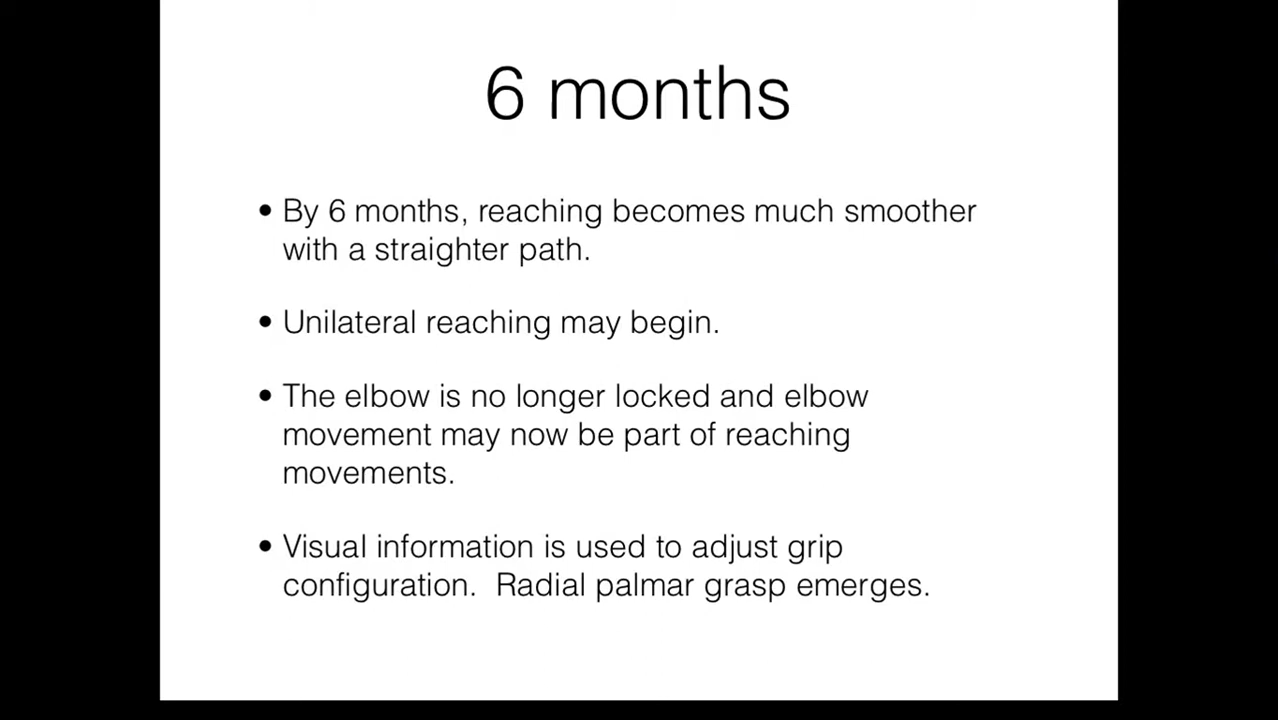 6 months
• By 6 months, reaching becomes much smoother
with a straighter path.
• Unilateral reaching may begin.
• The elbow is no longer locked and elbow
movement may now be part of reaching
movements.
• Visual information is used to adjust grip
configuration.  Radial palmar grasp emerges.